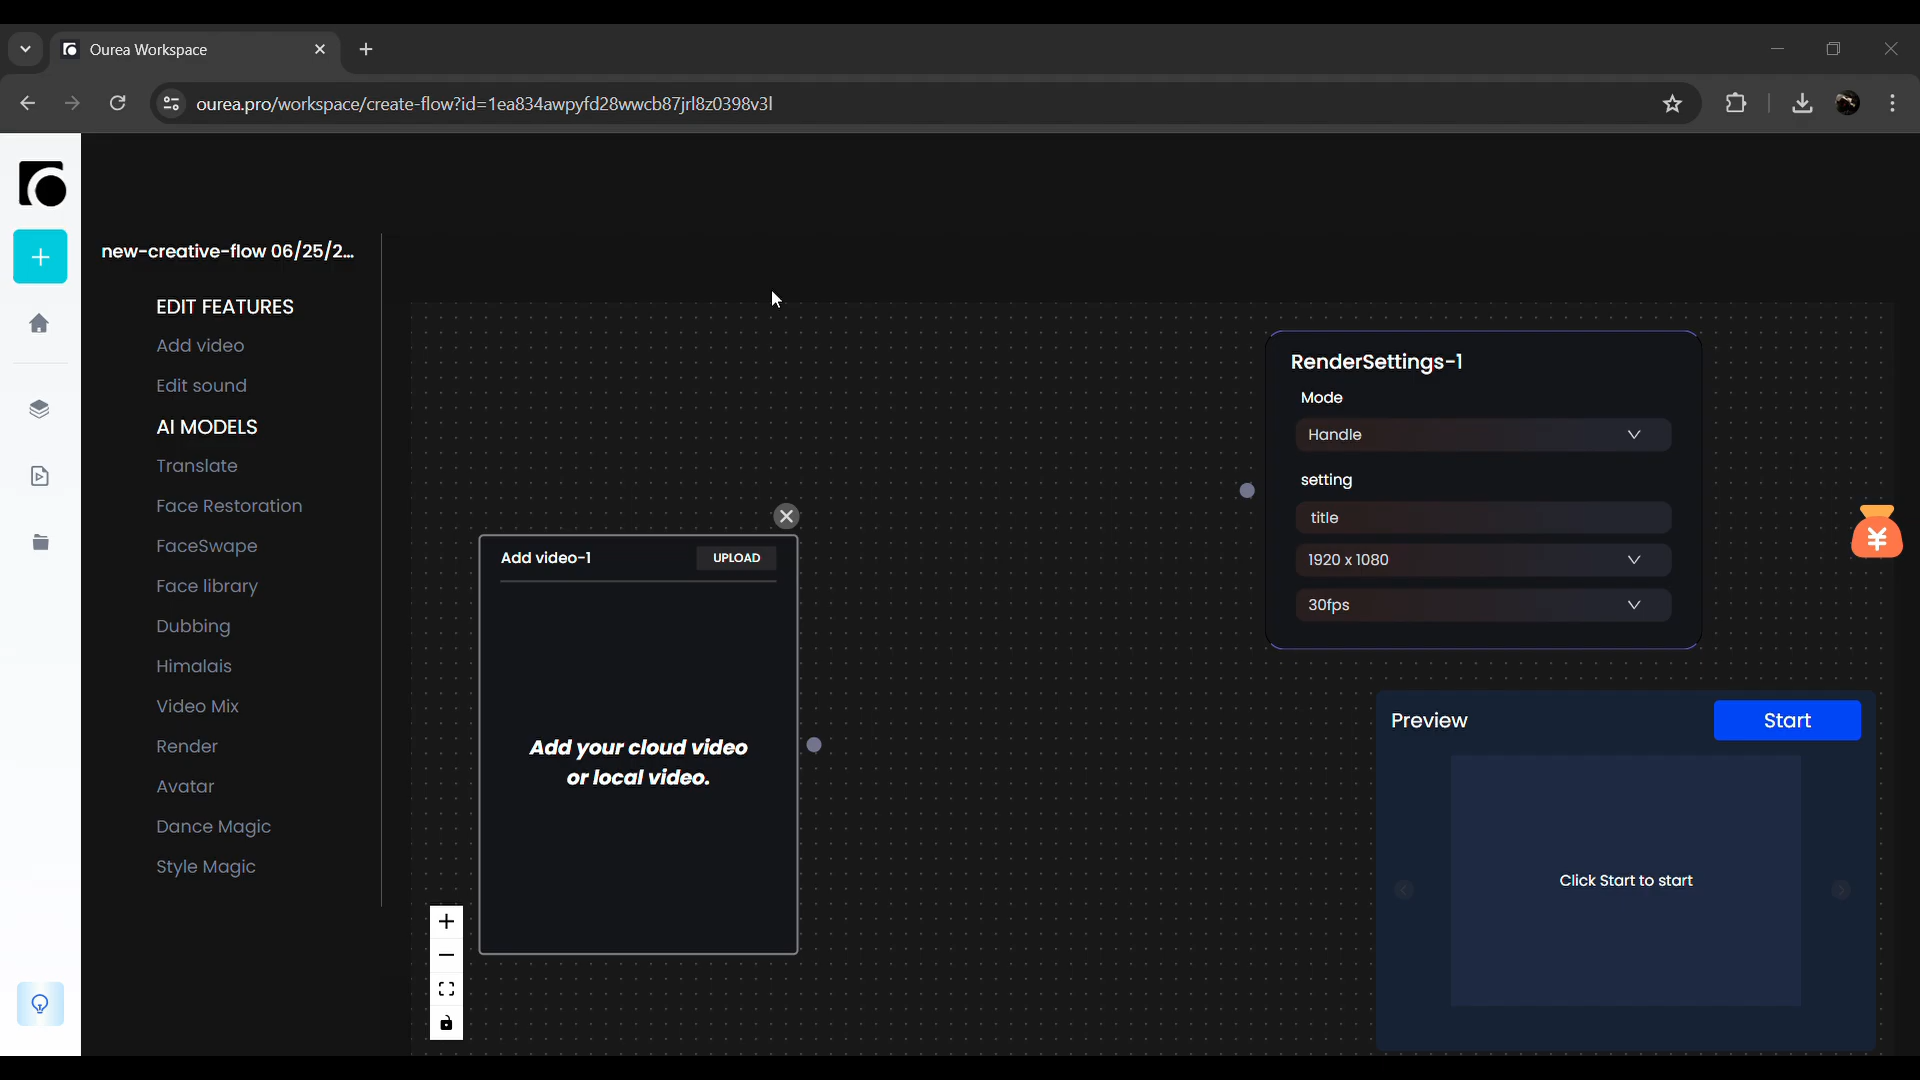 Ourea Workspace
ourea.pro/workspace/create-flow?id=1ea834awpyfd28wwcb87jrl8z0398v3l
new-creative-flow 06/25/2...
EDIT FEATURES
Add video
Edit sound
AI MODELS
Translate
Face Restoration
FaceSwape
Face library
Dubbing
Himalais
Video Mix
Render
Avatar
Dance Magic
Style Magic
Add video-1
UPLOAD
Add your cloud video
or local video.
RenderSettings-1
Mode
Handle
setting
title
1920 x 1080
30fps
¥
Preview
Start
Click Start to start